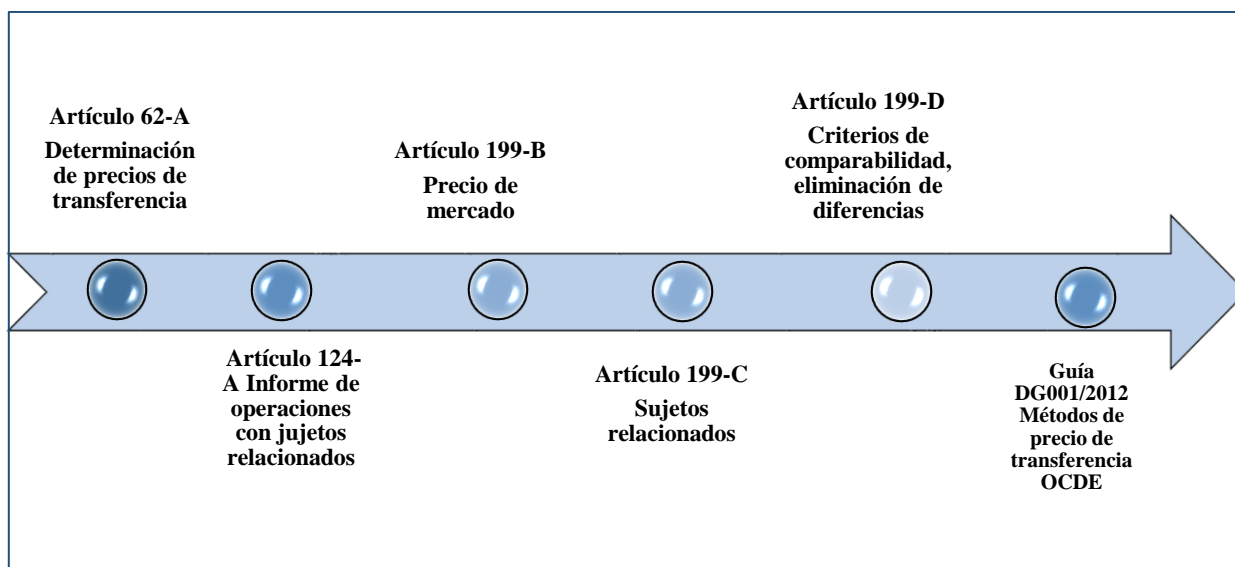 Artículo 62-A
Determinación
de precios de
transferencia
Artículo 124-
A Informe de
operaciones
con jujetos
relacionados
Artículo 199-B
Precio de
mercado
Artículo 199-C
Sujetos
relacionados
Artículo 199-D
Criterios de
comparabilidad,
eliminación de
diferencias
Guía
DG001/2012
Métodos de
precio de
transferencia
OCDE